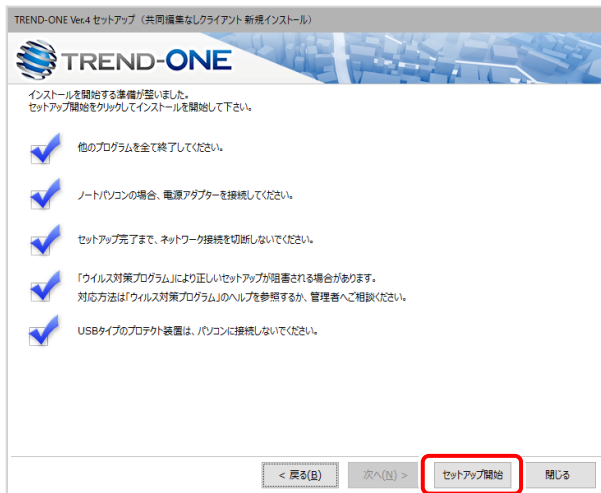 TREND-ONE Ver.4 セットアップ（共同編集なしクライアント 新規インストール）
TREND-ONE
インストールを開始する準備が整いました。
セットアップ開始をクリックしてインストールを開始して下さい。
他のプログラムを全て終了してください。
ノートパソコンの場合、電源アダプターを接続してください。
セットアップ完了まで、ネットワーク接続を切断しないでください。
「ウイルス対策プログラム」により正しいセットアップが阻害される場合があります。
対応方法は「ウィルス対策プログラム」のヘルプを参照するか、管理者へご相談ください。
USBタイプのプロテクト装置は、パソコンに接続しないでください。
< 戻る(B) 次へ(N) > セットアップ開始 閉じる